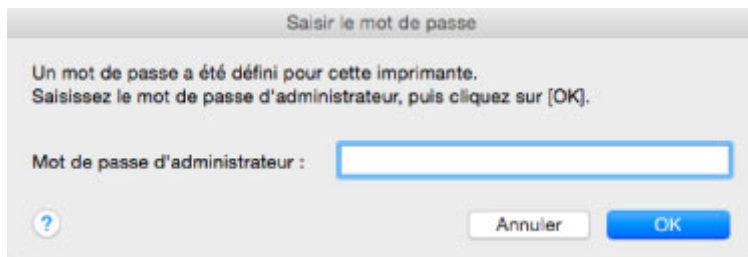 Saisir le mot de passe
Un mot de passe a été défini pour cette imprimante.
Saisissez le mot de passe d'administrateur, puis cliquez sur [OK].
Mot de passe d'administrateur :
?
Annuler
OK